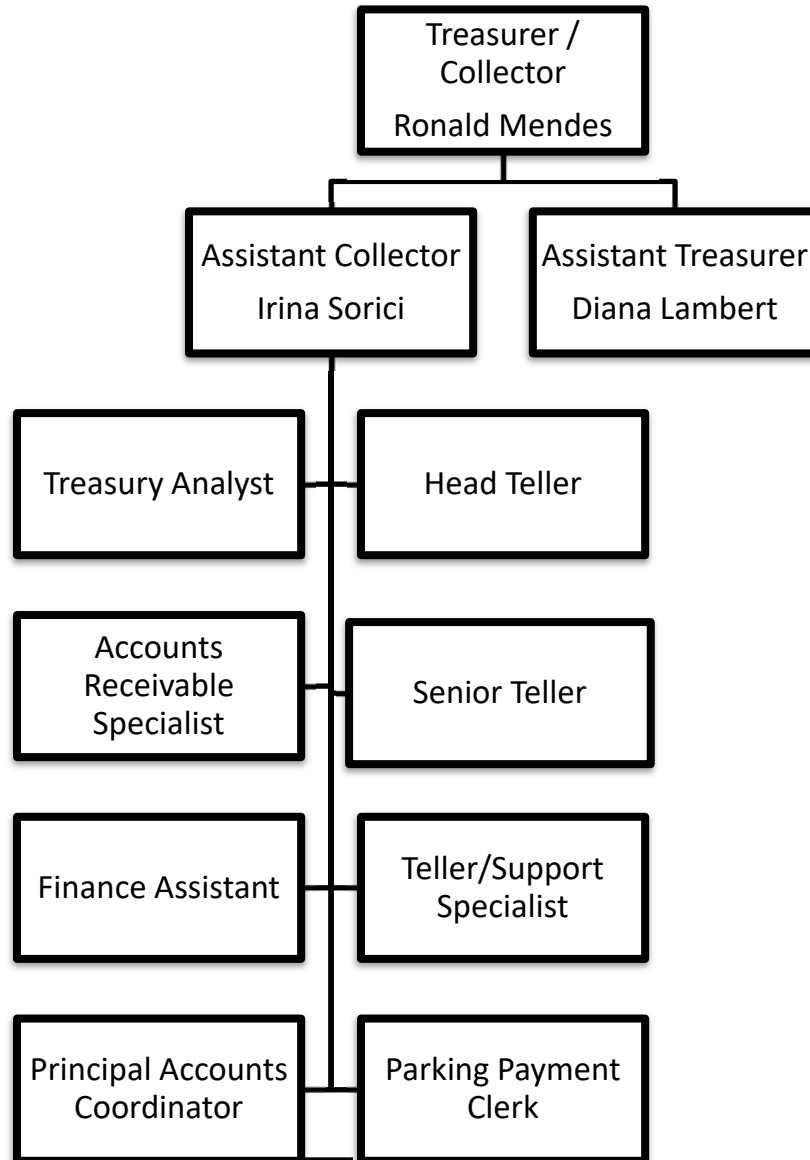 Treasurer /
Collector
Ronald Mendes
Assistant Collector
Irina Sorici
Assistant Treasurer
Diana Lambert
Treasury Analyst
Head Teller
Accounts
Receivable
Specialist
Senior Teller
Finance Assistant
Teller/Support
Specialist
Principal Accounts
Coordinator
Parking Payment
Clerk